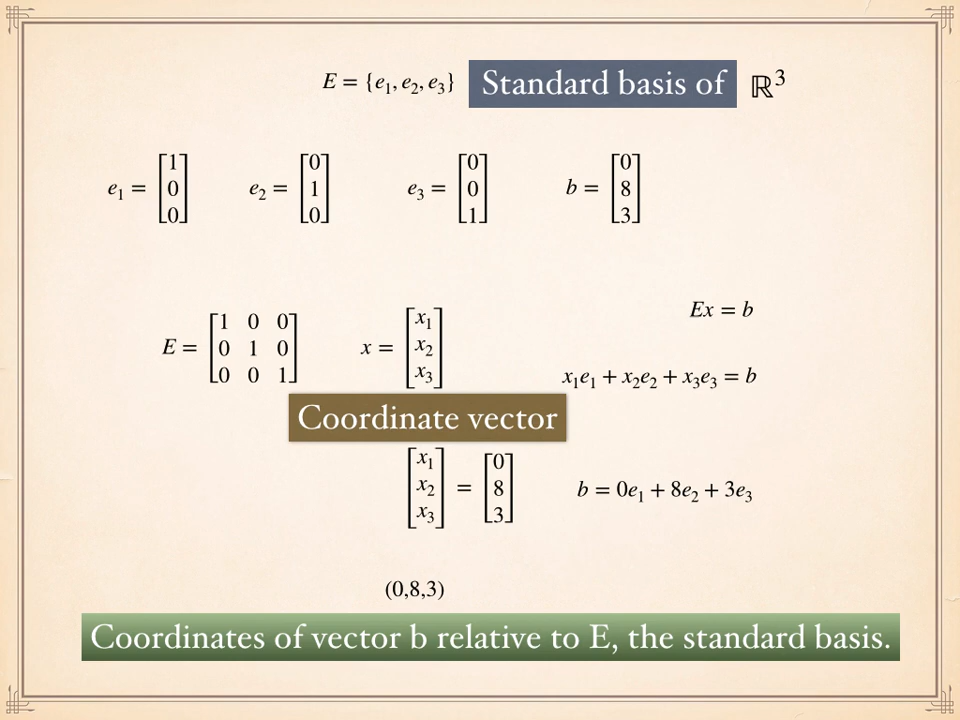 E = {e₁, e₂, e₃} Standard basis of ℝ³
e₁ = [1 0 0] e₂ = [0 1 0] e₃ = [0 0 1] b = [0 8 3]
Ex = b
E = [1 0 0 0 1 0 0 0 1] x = [x₁ x₂ x₃]
x₁e₁ + x₂e₂ + x₃e₃ = b
Coordinate vector
[x₁ x₂ x₃] = [0 8 3] b = 0e₁ + 8e₂ + 3e₃
(0,8,3)
Coordinates of vector b relative to E, the standard basis.